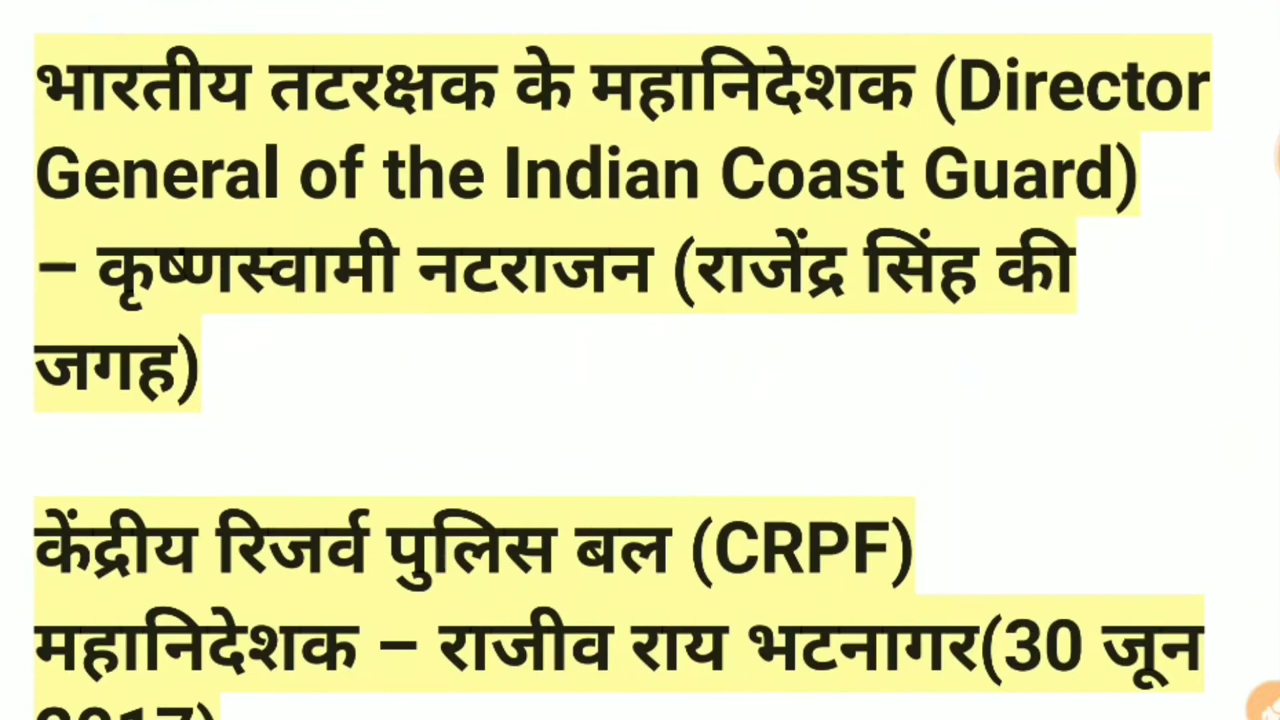 भारतीय तटरक्षक के महानिदेशक (Director
General of the Indian Coast Guard)
– कृष्णस्वामी नटराजन (राजेंद्र सिंह की
जगह)
केंद्रीय रिजर्व पुलिस बल (CRPF)
महानिदेशक – राजीव राय भटनागर(30 जून
2017)